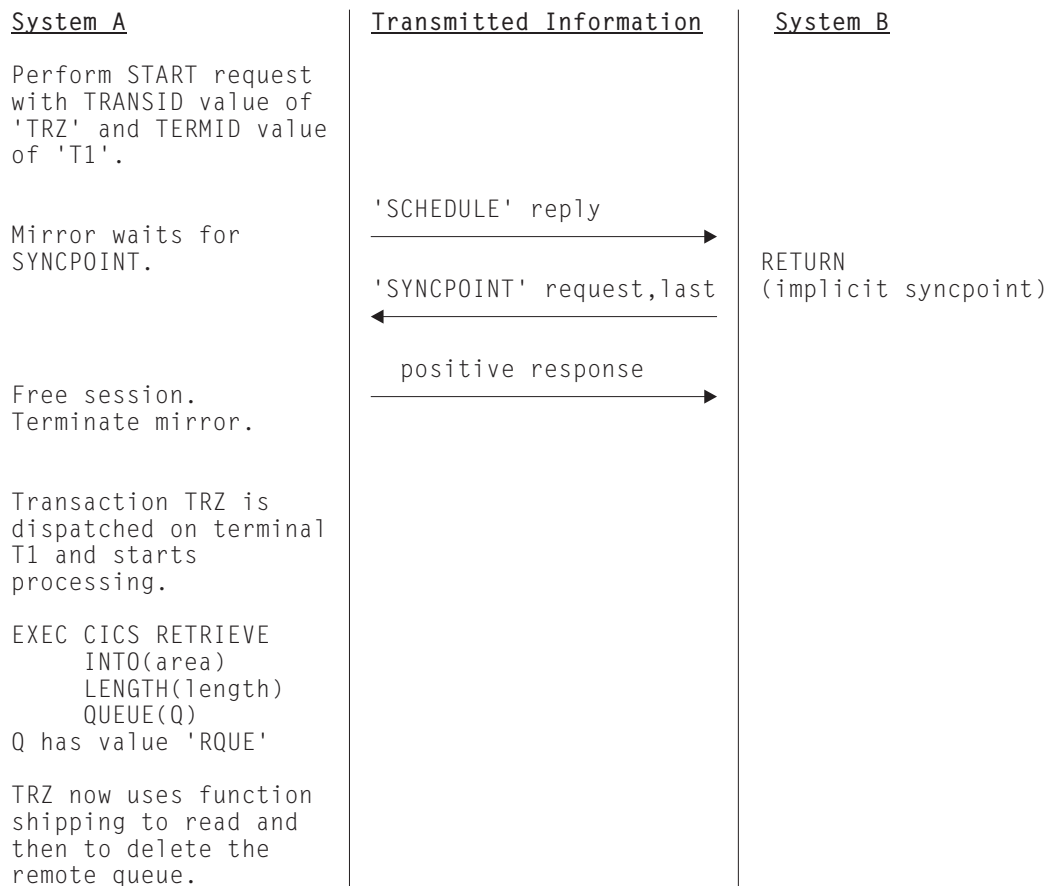 System A
Transmitted Information
System B
Perform START request
with TRANSID value of
'TRZ' and TERMID value
of 'T1'.
'SCHEDULE' reply
Mirror waits for
SYNCPOINT.
RETURN
(implicit syncpoint)
'SYNCPOINT' request,last
positive response
Free session.
Terminate mirror.
Transaction TRZ is
dispatched on terminal
T1 and starts
processing.
EXEC CICS RETRIEVE
INTO(area)
LENGTH(length)
QUEUE(Q)
Q has value 'RQUE'
TRZ now uses function
shipping to read and
then to delete the
remote queue.